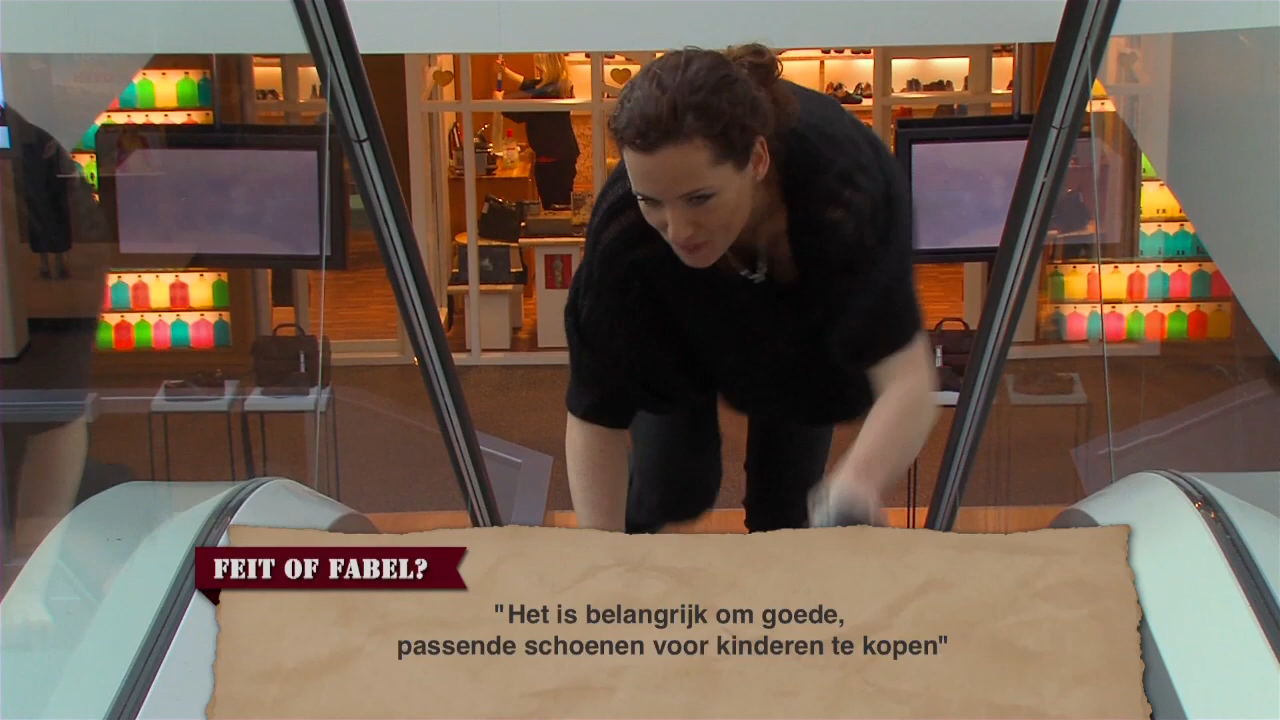 FEIT OF FABEL?
"Het is belangrijk om goede,
passende schoenen voor kinderen te kopen"